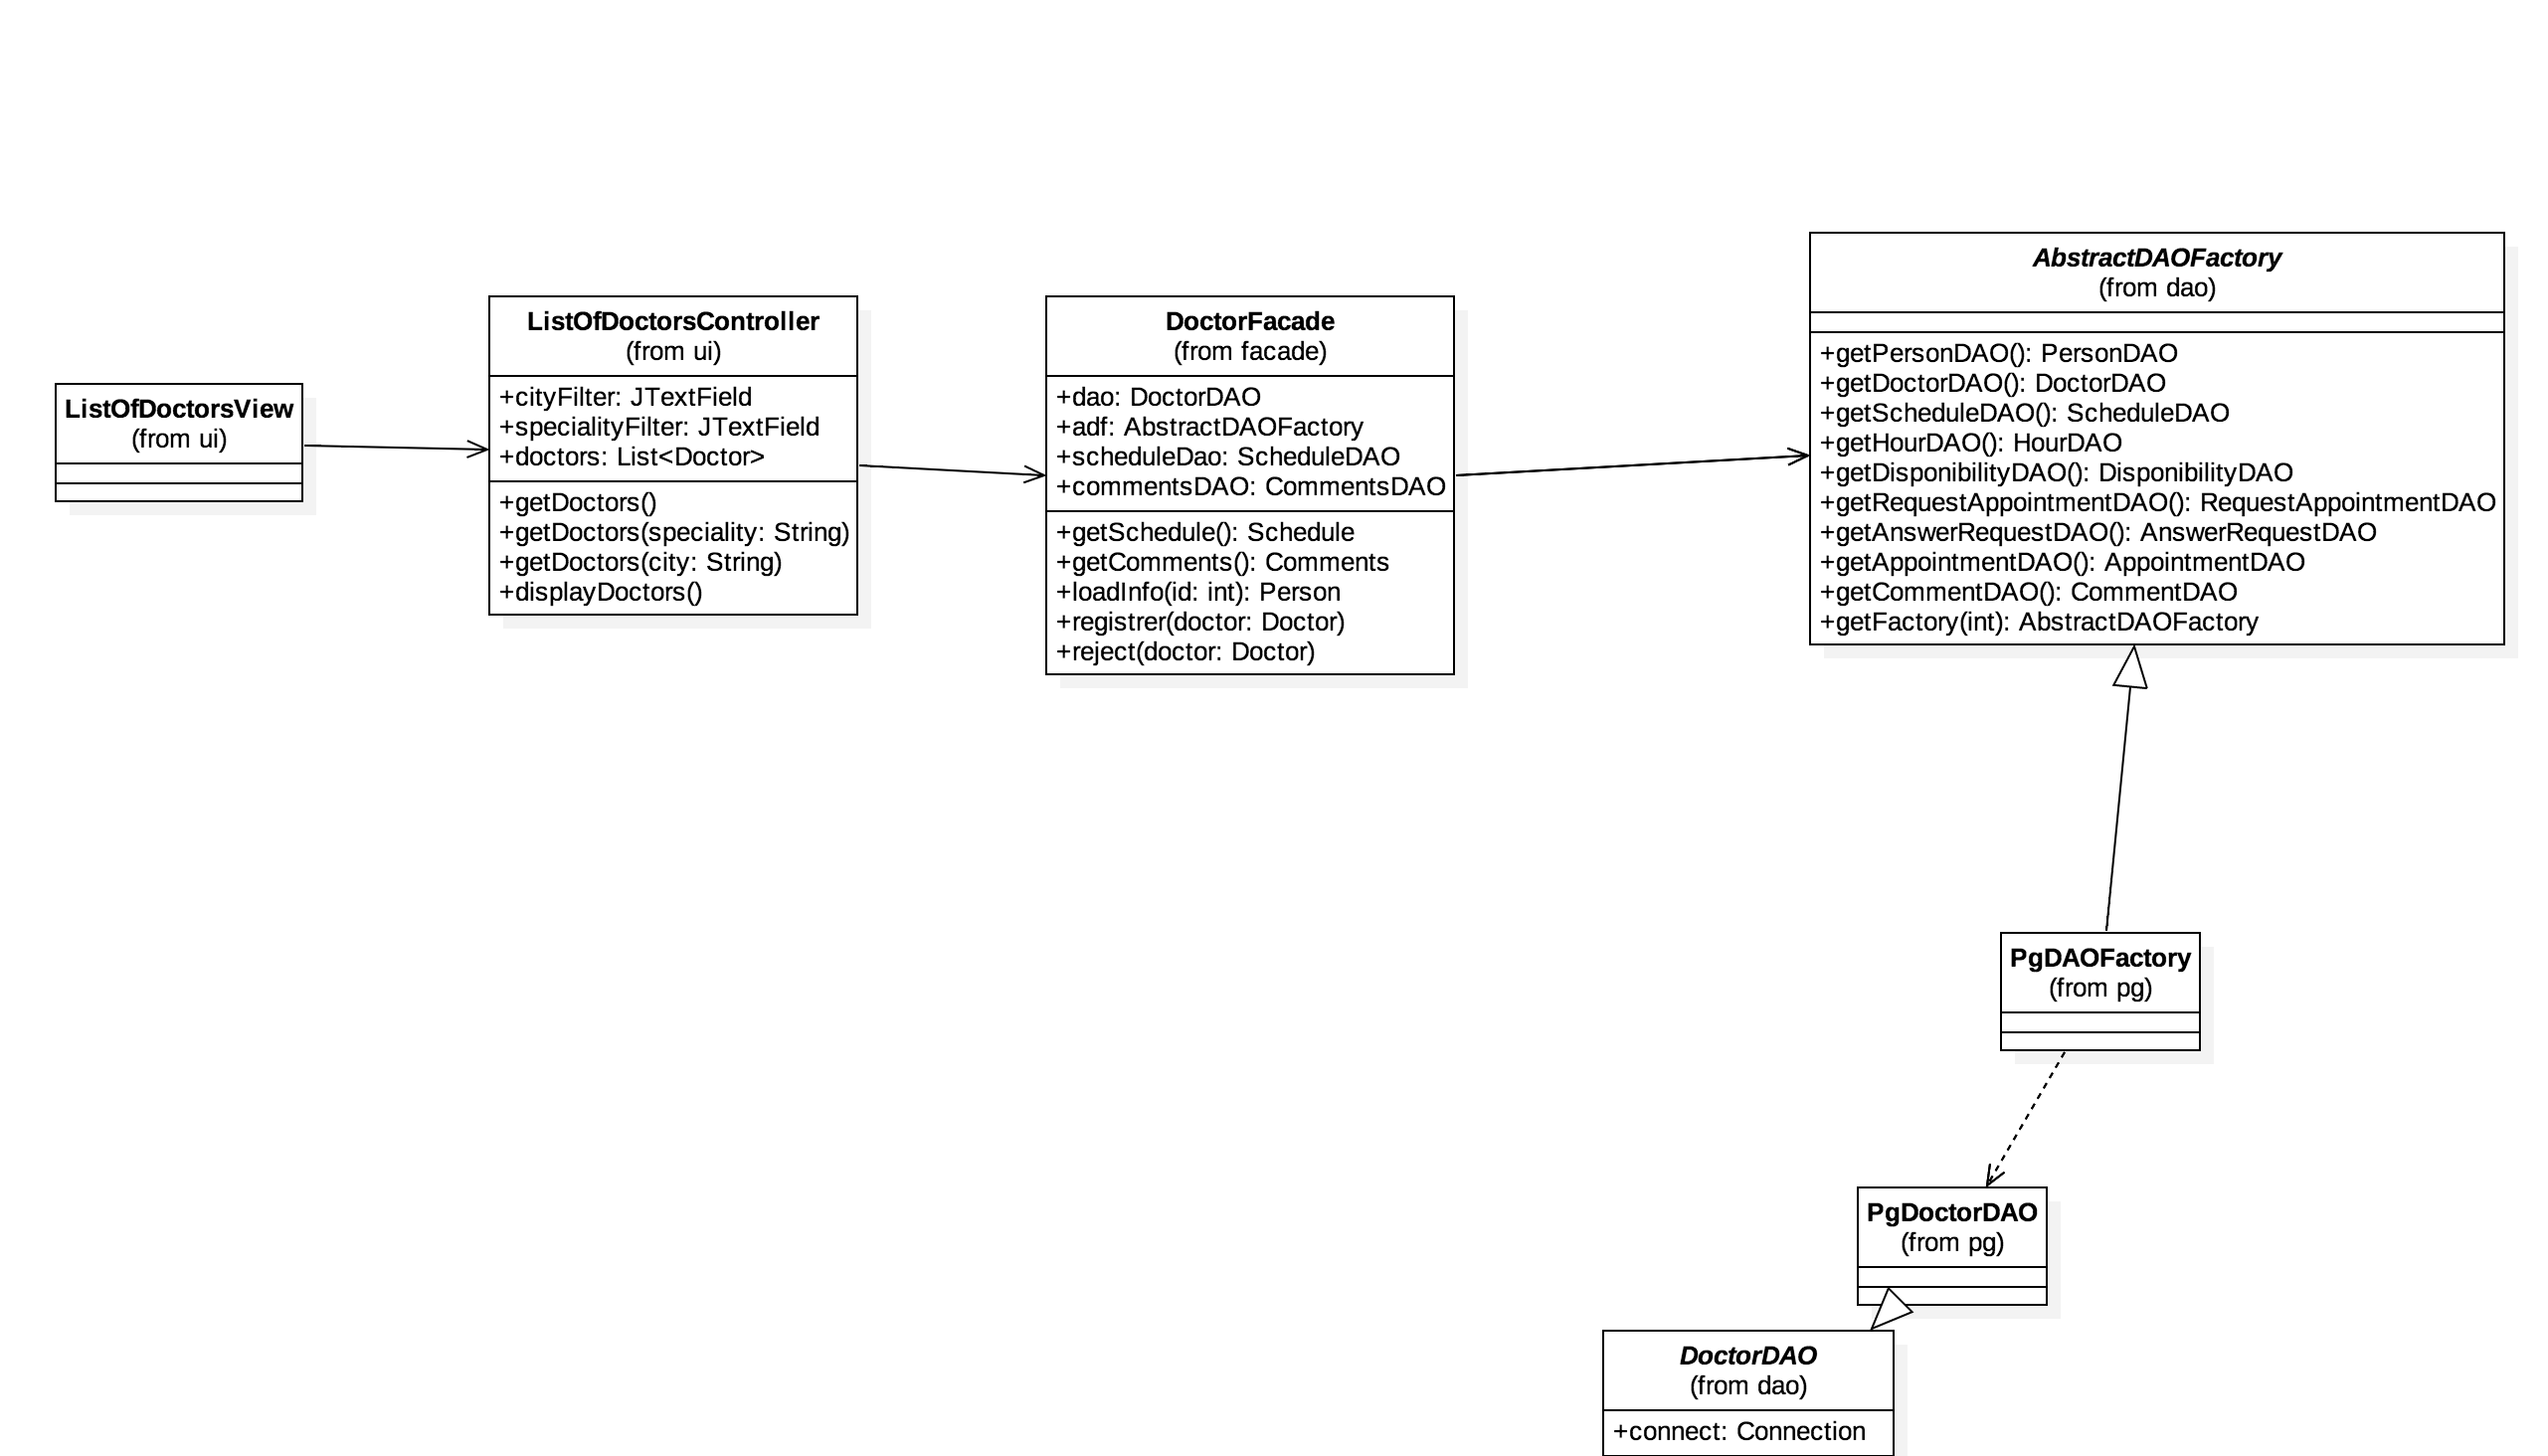 ListOfDoctorsView
(from ui)
ListOfDoctorsController
(from ui)
+cityFilter: JTextField
+specialityFilter: JTextField
+doctors: List<Doctor>
+getDoctors()
+getDoctors(speciality: String)
+getDoctors(city: String)
+displayDoctors()
DoctorFacade
(from facade)
+dao: DoctorDAO
+adf: AbstractDAOFactory
+scheduleDao: ScheduleDAO
+commentsDAO: CommentsDAO
+getSchedule(): Schedule
+getComments(): Comments
+loadInfo(id: int): Person
+registrer(doctor: Doctor)
+reject(doctor: Doctor)
AbstractDAOFactory
(from dao)
+getPersonDAO(): PersonDAO
+getDoctorDAO(): DoctorDAO
+getScheduleDAO(): ScheduleDAO
+getHourDAO(): HourDAO
+getDisponibilityDAO(): DisponibilityDAO
+getRequestAppointmentDAO(): RequestAppointmentDAO
+getAnswerRequestDAO(): AnswerRequestDAO
+getAppointmentDAO(): AppointmentDAO
+getCommentDAO(): CommentDAO
+getFactory(int): AbstractDAOFactory
PgDAOFactory
(from pg)
PgDoctorDAO
(from pg)
DoctorDAO
(from dao)
+connect: Connection